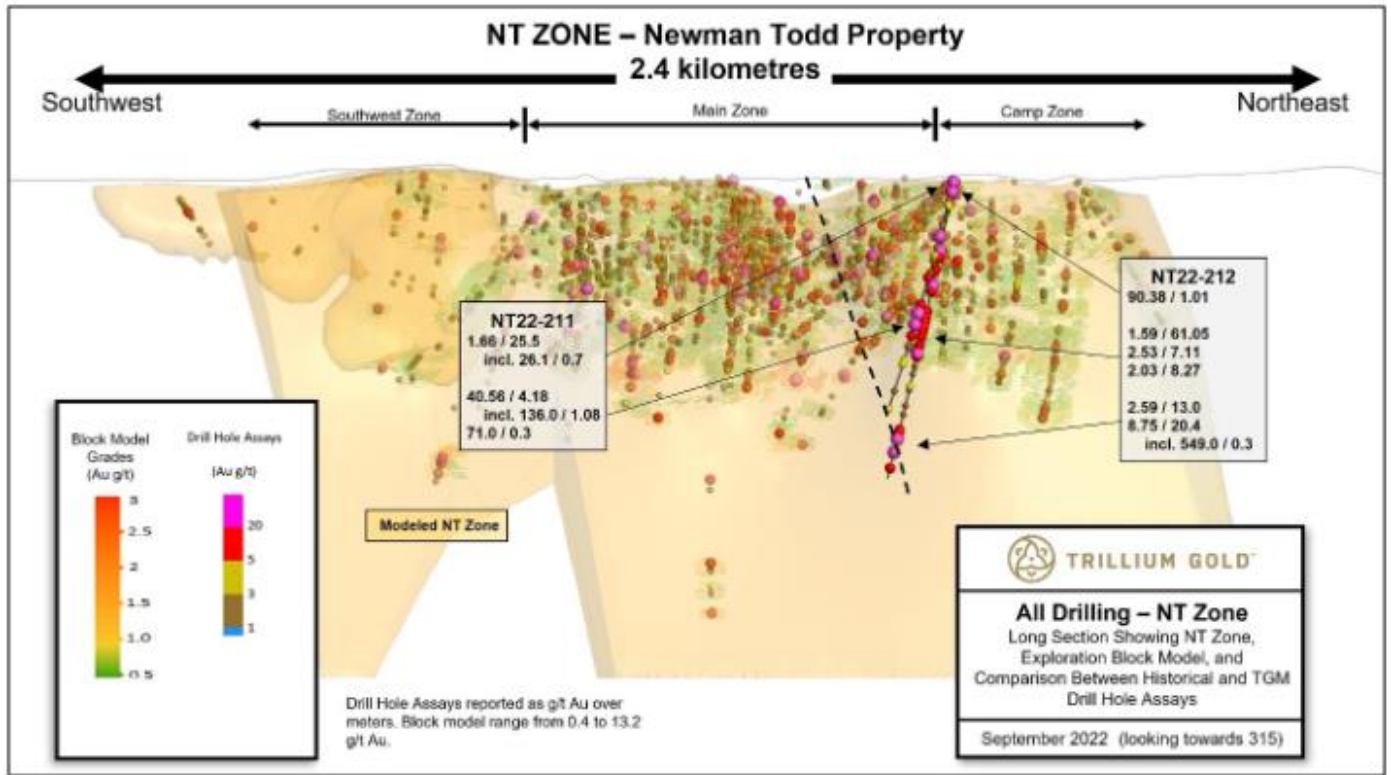 NT ZONE – Newman Todd Property
2.4 kilometres
Southwest
Northeast
Southwest Zone
Main Zone
Camp Zone
NT22-211
1.66 / 25.5
incl. 26.1 / 0.7
40.56 / 4.18
incl. 136.0 / 1.08
71.0 / 0.3
NT22-212
90.38 / 1.01
1.59 / 61.05
2.53 / 7.11
2.03 / 8.27
2.59 / 13.0
8.75 / 20.4
incl. 549.0 / 0.3
Block Model
Grades
(Au g/t)
3
2.5
2
1.5
1.0
0.5
Drill Hole Assays
(Au g/t)
20
5
3
1
Modeled NT Zone
Drill Hole Assays reported as g/t Au over
meters. Block model range from 0.4 to 13.2
g/t Au.
TRILLIUM GOLD™
All Drilling – NT Zone
Long Section Showing NT Zone,
Exploration Block Model, and
Comparison Between Historical and TGM
Drill Hole Assays
September 2022 (looking towards 315)